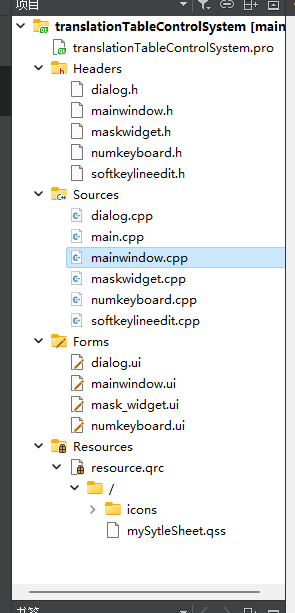 项目
translationTableControlSystem [main
translationTableControlSystem.pro
Headers
dialog.h
mainwindow.h
maskwidget.h
numkeyboard.h
softkeylineedit.h
Sources
dialog.cpp
main.cpp
mainwindow.cpp
maskwidget.cpp
numkeyboard.cpp
softkeylineedit.cpp
Forms
dialog.ui
mainwindow.ui
mask_widget.ui
numkeyboard.ui
Resources
resource.qrc
/
icons
mySytleSheet.qss
书签